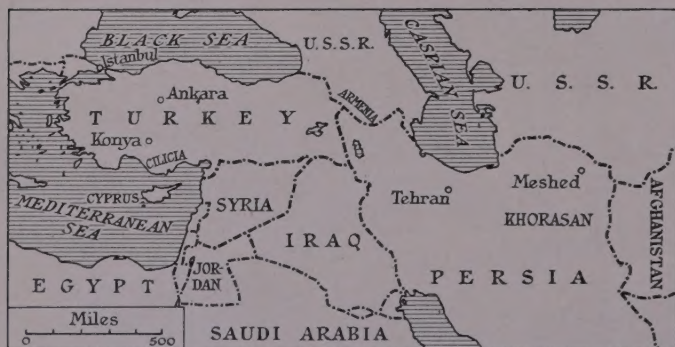 BLACK SEA
U.S.S.R.
CASPIAN SEA
U. S. S. R.
Istanbul
Ankara
ARMENIA
TURKEY
Konya
CILICIA
Tehran
Meshed
AFGHANISTAN
CYPRUS
SYRIA
KHORASAN
MEDITERRANEAN
SEA
IRAQ
JOR-
DAN
EGYPT
PERSIA
Miles
0 500
SAUDI ARABIA